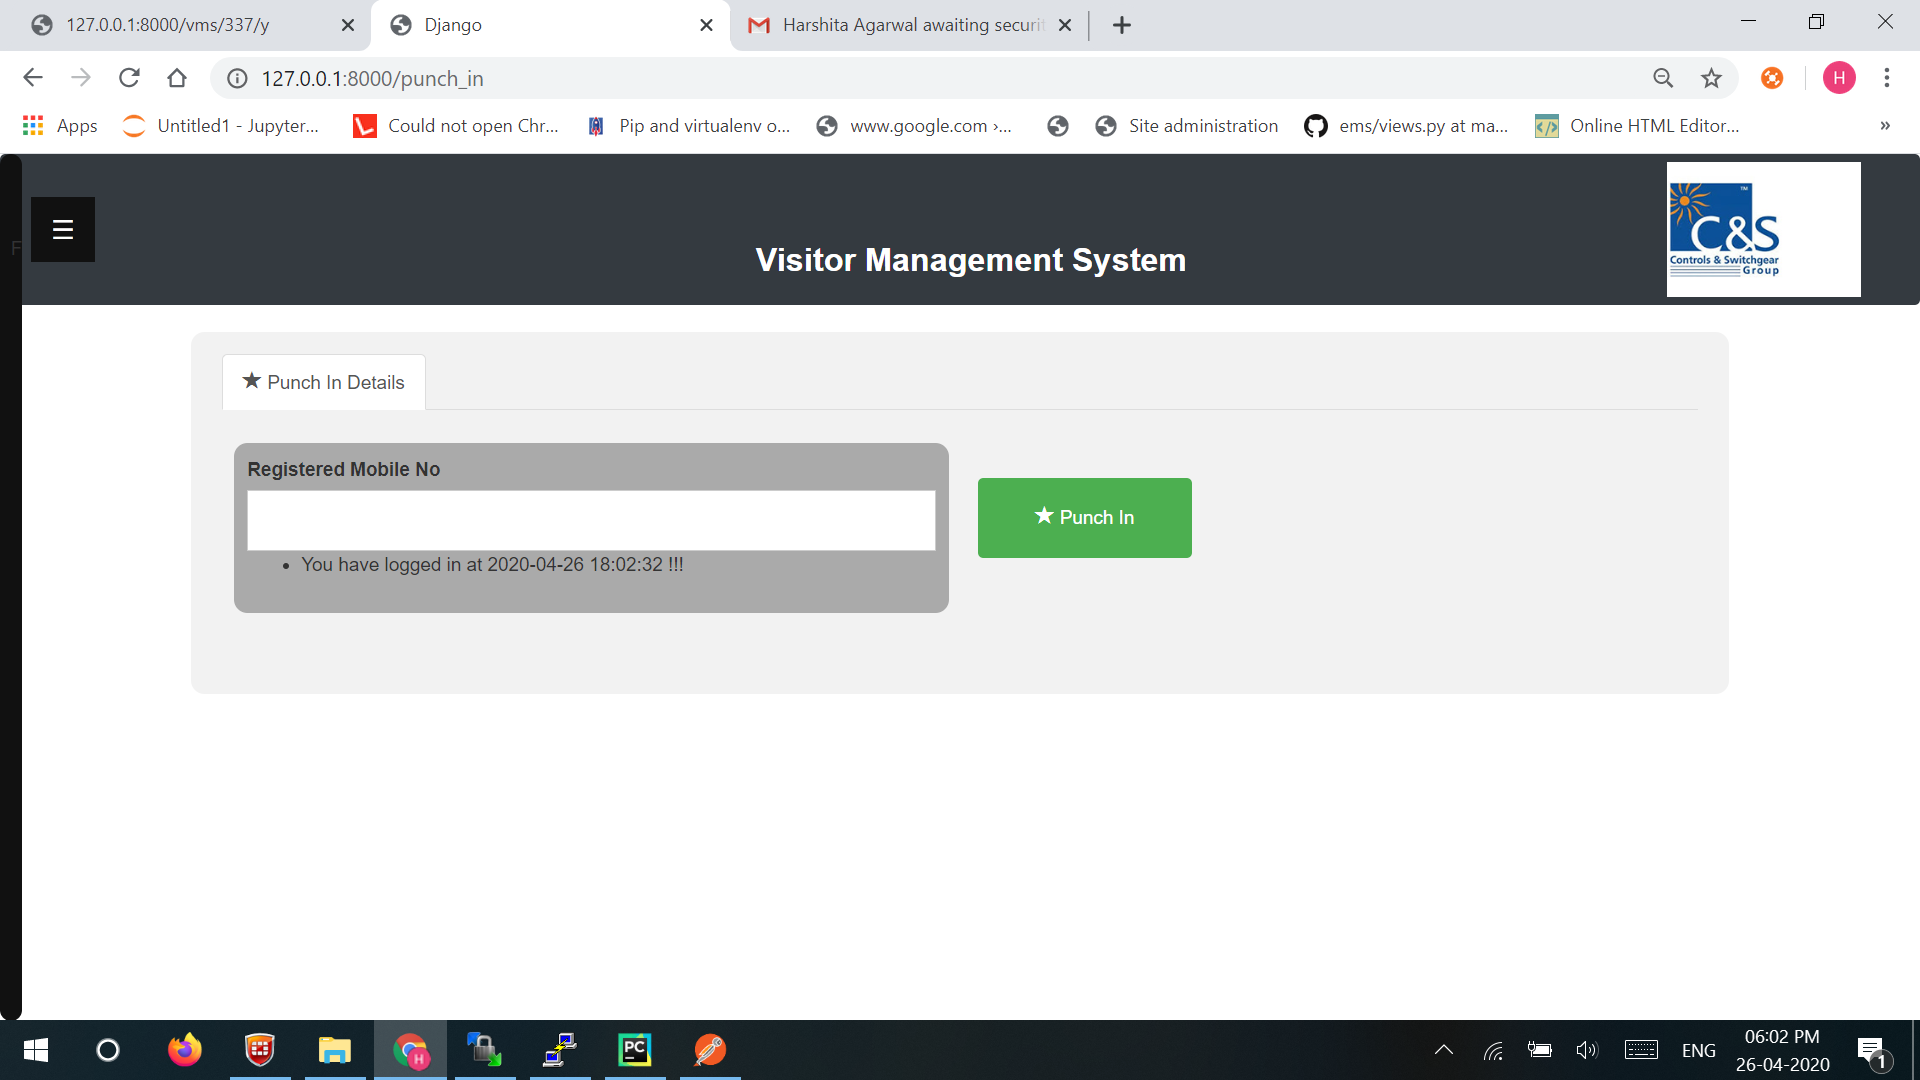 127.0.0.1:8000/vms/337/y
Django
Harshita Agarwal awaiting securit
127.0.0.1:8000/punch_in
H
Apps
Untitled1 - Jupyter...
Could not open Chr...
Pip and virtualenv o...
www.google.com ›...
Site administration
ems/views.py at ma...
Online HTML Editor...
»
F
☰
Visitor Management System
TM
C&S
Controls & Switchgear
Group
★ Punch In Details
Registered Mobile No
★ Punch In
• You have logged in at 2020-04-26 18:02:32 !!!
H
PC
ENG
06:02 PM
26-04-2020
1